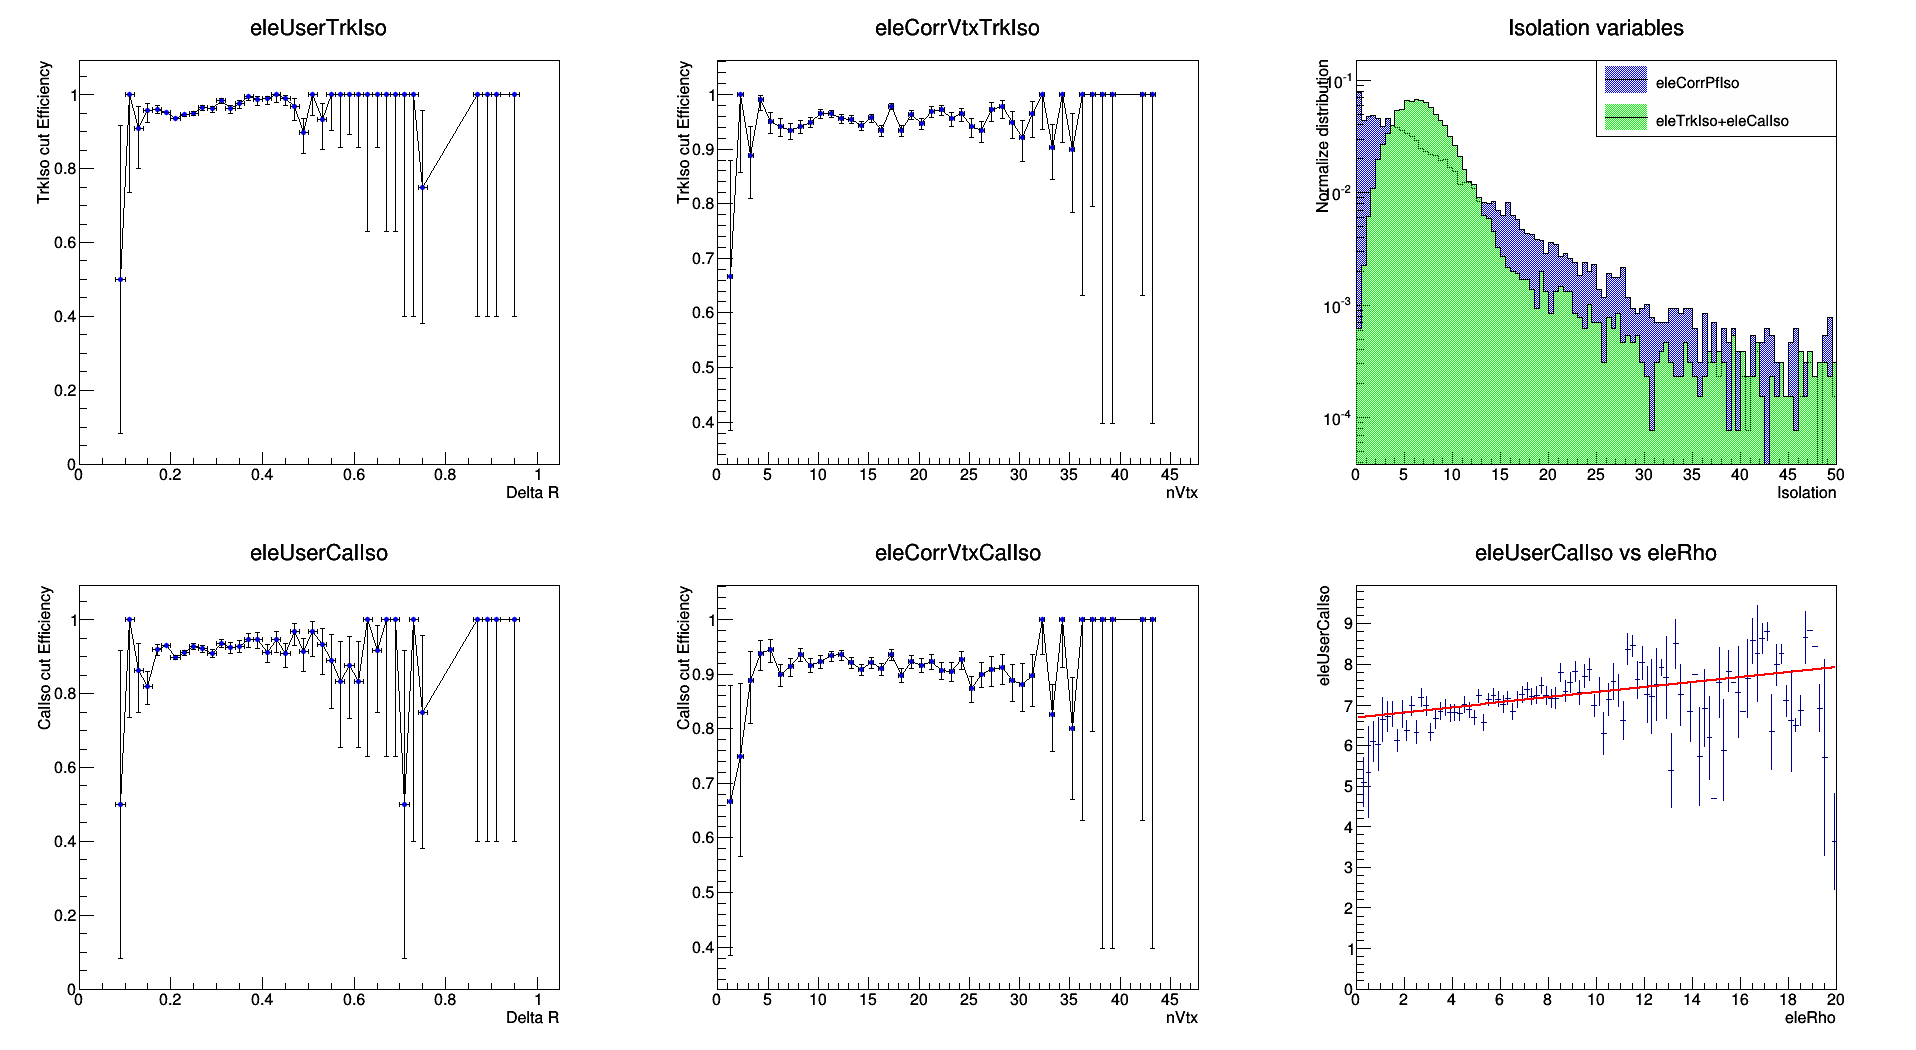 eleUserTrkIso
TrkIso cut Efficiency
1
0.8
0.6
0.4
0.2
0
0 0.2 0.4 0.6 0.8 1
Delta R
eleCorrVtxTrkIso
TrkIso cut Efficiency
1
0.9
0.8
0.7
0.6
0.5
0.4
0 5 10 15 20 25 30 35 40 45
nVtx
Isolation variables
Normalize distribution
10-1
10-2
10-3
10-4
eleCorrPfIso
eleTrkIso+eleCalIso
0 5 10 15 20 25 30 35 40 45 50
Isolation
eleUserCalIso
CalIso cut Efficiency
1
0.8
0.6
0.4
0.2
0
0 0.2 0.4 0.6 0.8 1
Delta R
eleCorrVtxCalIso
CalIso cut Efficiency
1
0.9
0.8
0.7
0.6
0.5
0.4
0 5 10 15 20 25 30 35 40 45
nVtx
eleUserCalIso vs eleRho
eleUserCalIso
9
8
7
6
5
4
3
2
1
0
0 2 4 6 8 10 12 14 16 18 20
eleRho